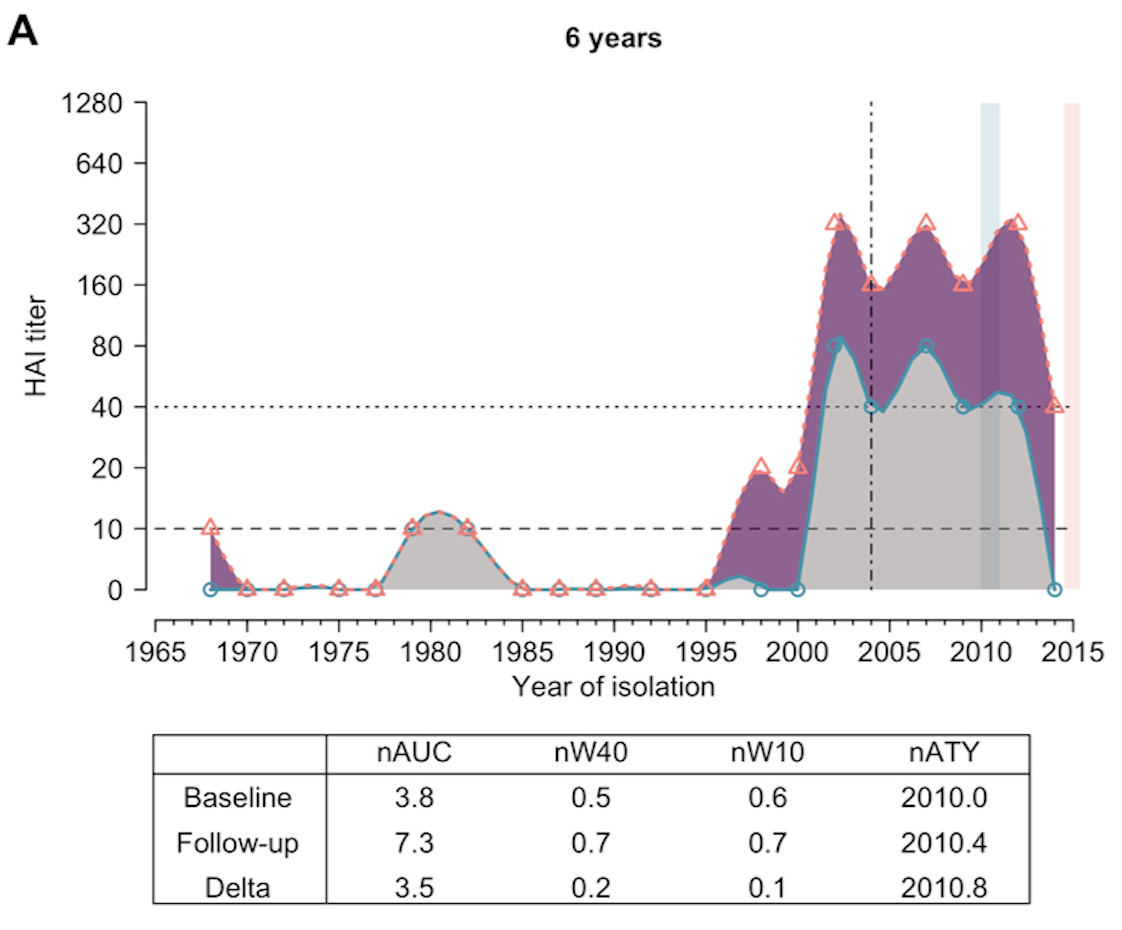 A
6 years
1280
640
320
160
80
40
20
10
0
HAI titer
1965 1970 1975 1980 1985 1990 1995 2000 2005 2010 2015
Year of isolation
nAUC nW40 nW10 nATY
Baseline 3.8 0.5 0.6 2010.0
Follow-up 7.3 0.7 0.7 2010.4
Delta 3.5 0.2 0.1 2010.8